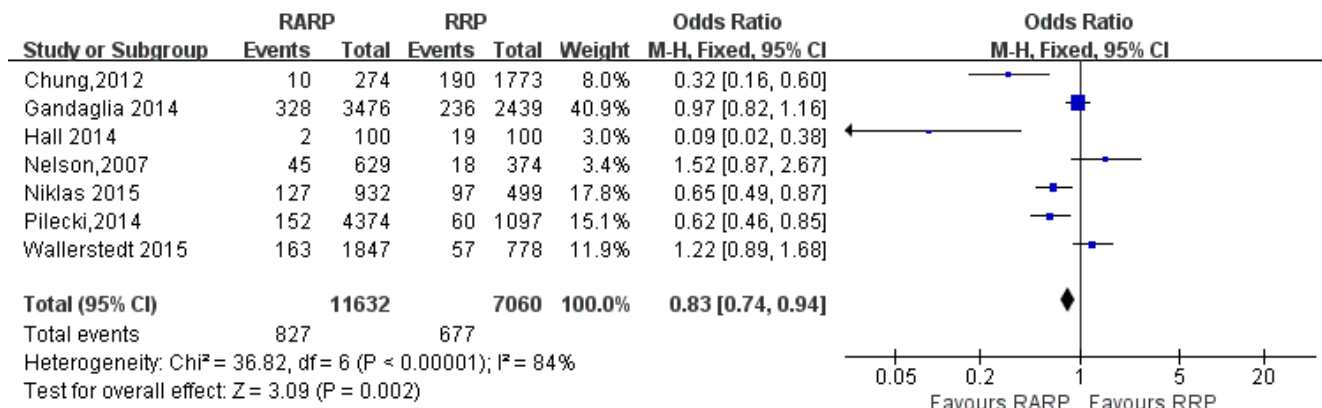 RARP RRP Odds Ratio Odds Ratio
Study or Subgroup Events Total Events Total Weight M-H, Fixed, 95% CI M-H, Fixed, 95% CI
Chung,2012 10 274 190 1773 8.0% 0.32 [0.16, 0.60]
Gandaglia 2014 328 3476 236 2439 40.9% 0.97 [0.82, 1.16]
Hall 2014 2 100 19 100 3.0% 0.09 [0.02, 0.38]
Nelson,2007 45 629 18 374 3.4% 1.52 [0.87, 2.67]
Niklas 2015 127 932 97 499 17.8% 0.65 [0.49, 0.87]
Pilecki,2014 152 4374 60 1097 15.1% 0.62 [0.46, 0.85]
Wallerstedt 2015 163 1847 57 778 11.9% 1.22 [0.89, 1.68]
Total (95% CI) 11632 7060 100.0% 0.83 [0.74, 0.94]
Total events 827 677
Heterogeneity: Chi² = 36.82, df = 6 (P < 0.00001); I² = 84%
Test for overall effect: Z = 3.09 (P = 0.002)
0.05 0.2 1 5 20
Favours RARP Favours RRP